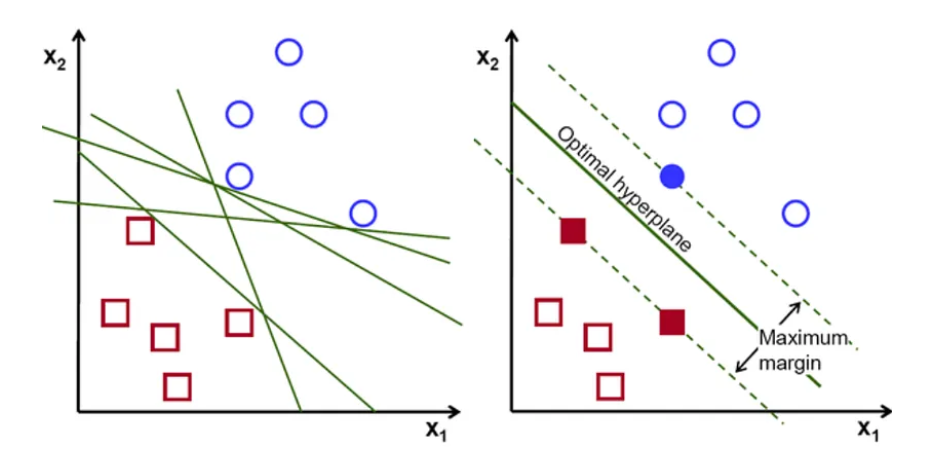 x₂
x₁
x₂
Optimal hyperplane
Maximum
margin
x₁